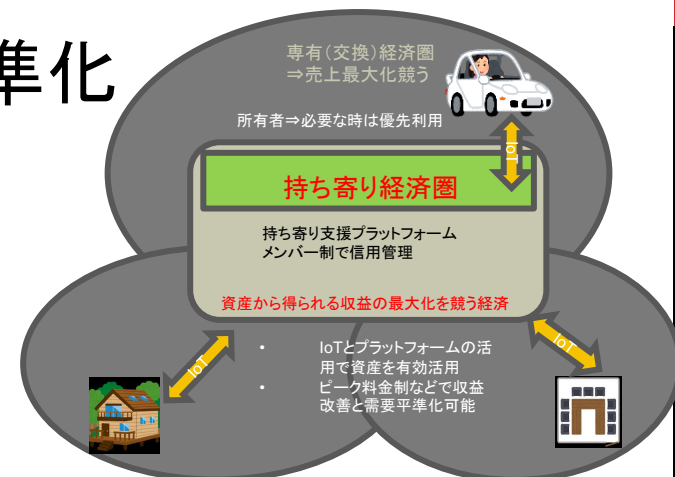 準化
専有(交換)経済圏
⇒売上最大化競う
所有者⇒必要な時は優先利用
IoT
持ち寄り経済圏
持ち寄り支援プラットフォーム
メンバー制で信用管理
資産から得られる収益の最大化を競う経済
IoT
IoT
• IoTとプラットフォームの活
用で資産を有効活用
• ピーク料金制などで収益
改善と需要平準化可能